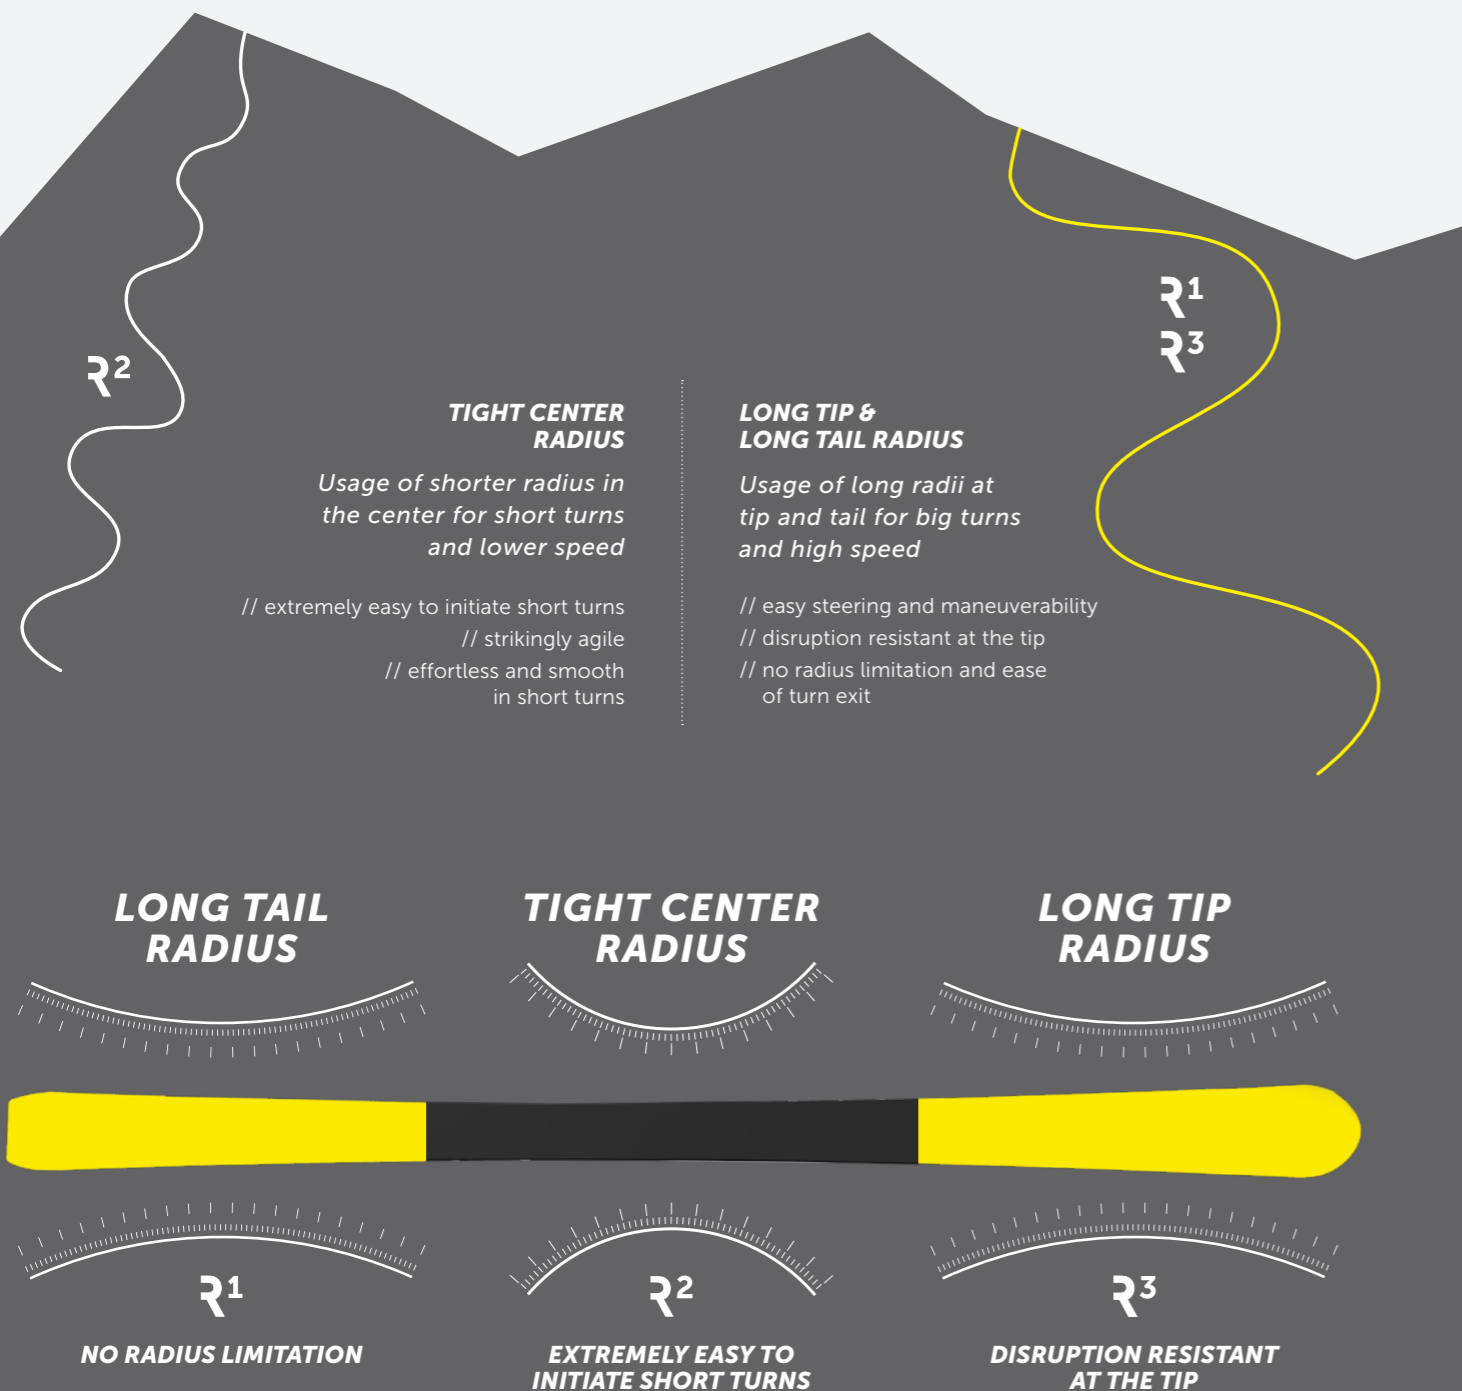 R²
R¹
R³
TIGHT CENTER
RADIUS
Usage of shorter radius in
the center for short turns
and lower speed
// extremely easy to initiate short turns
// strikingly agile
// effortless and smooth
in short turns
LONG TIP &
LONG TAIL RADIUS
Usage of long radii at
tip and tail for big turns
and high speed
// easy steering and maneuverability
// disruption resistant at the tip
// no radius limitation and ease
of turn exit
LONG TAIL
RADIUS
TIGHT CENTER
RADIUS
LONG TIP
RADIUS
R¹
NO RADIUS LIMITATION
R²
EXTREMELY EASY TO
INITIATE SHORT TURNS
R³
DISRUPTION RESISTANT
AT THE TIP